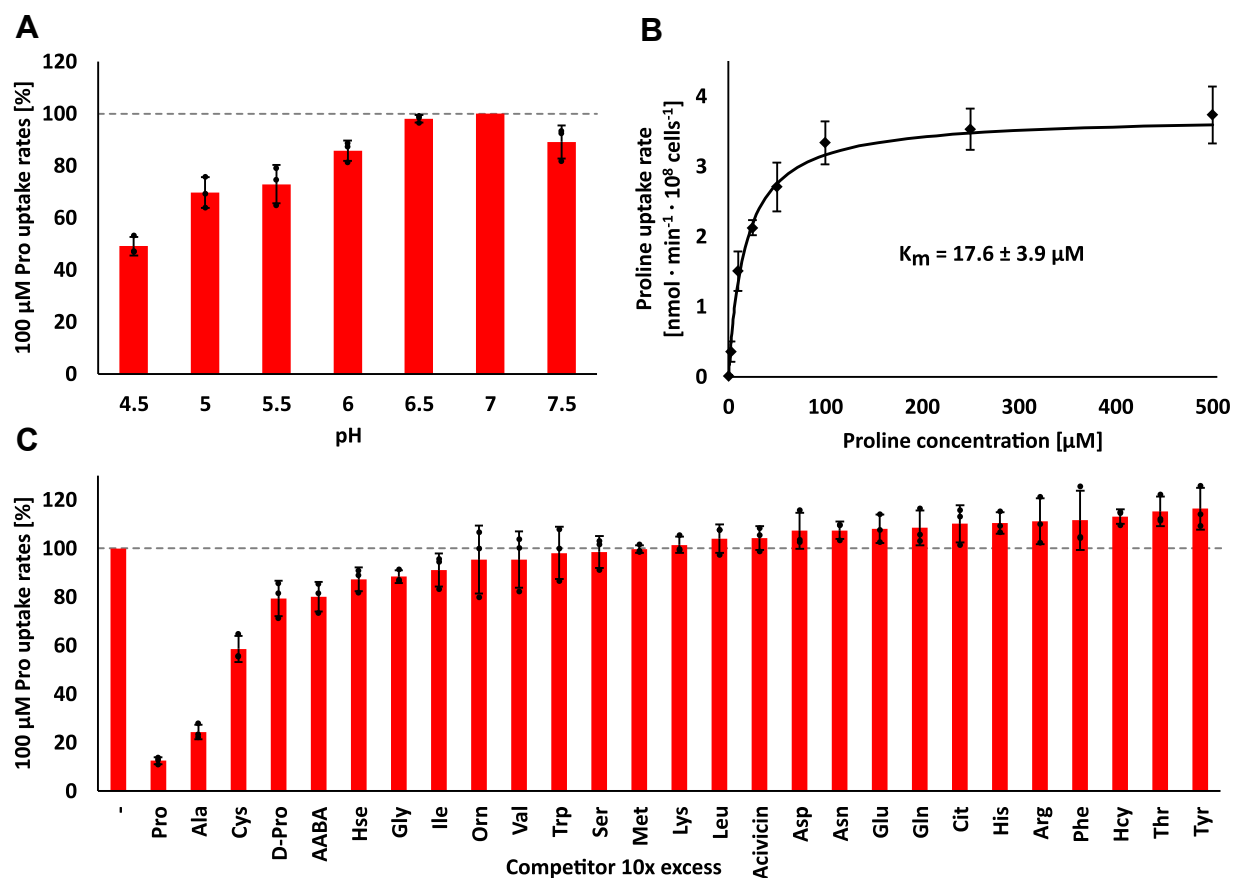 A
100 µM Pro uptake rates [%]
120
100
80
60
40
20
0
4.5 5 5.5 6 6.5 7 7.5
pH
B
Proline uptake rate
[nmol · min⁻¹ · 10⁸ cells⁻¹]
4
3
2
1
0
Km = 17.6 ± 3.9 µM
0 100 200 300 400 500
Proline concentration [µM]
C
100 µM Pro uptake rates [%]
120
100
80
60
40
20
0
- Pro Ala Cys D-Pro AABA Hse Gly Ile Orn Val Trp Ser Met Lys Leu Acivicin Asp Asn Glu Gln Cit His Arg Phe Hcy Thr Tyr
Competitor 10x excess